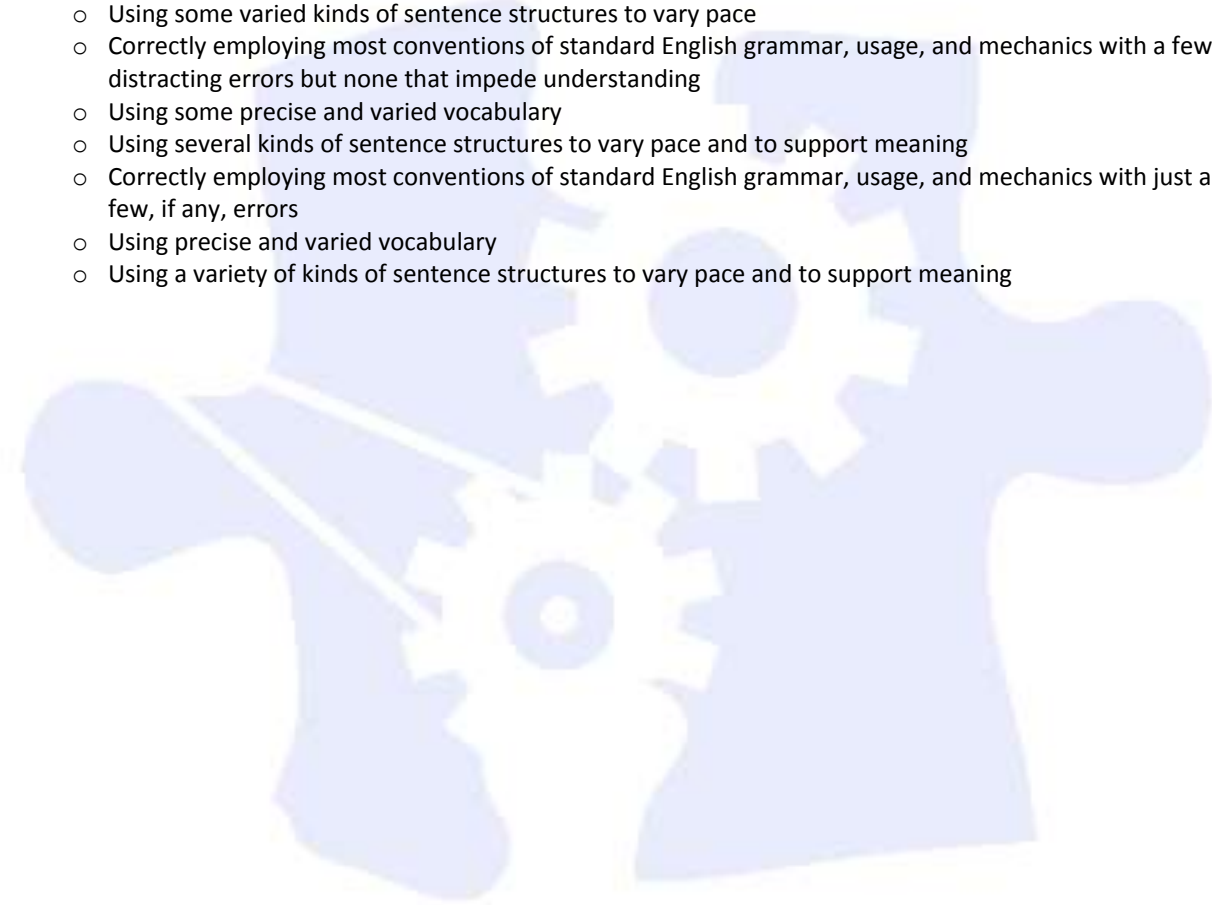 o Using some varied kinds of sentence structures to vary pace
o Correctly employing most conventions of standard English grammar, usage, and mechanics with a few
distracting errors but none that impede understanding
o Using some precise and varied vocabulary
o Using several kinds of sentence structures to vary pace and to support meaning
o Correctly employing most conventions of standard English grammar, usage, and mechanics with just a
few, if any, errors
o Using precise and varied vocabulary
o Using a variety of kinds of sentence structures to vary pace and to support meaning